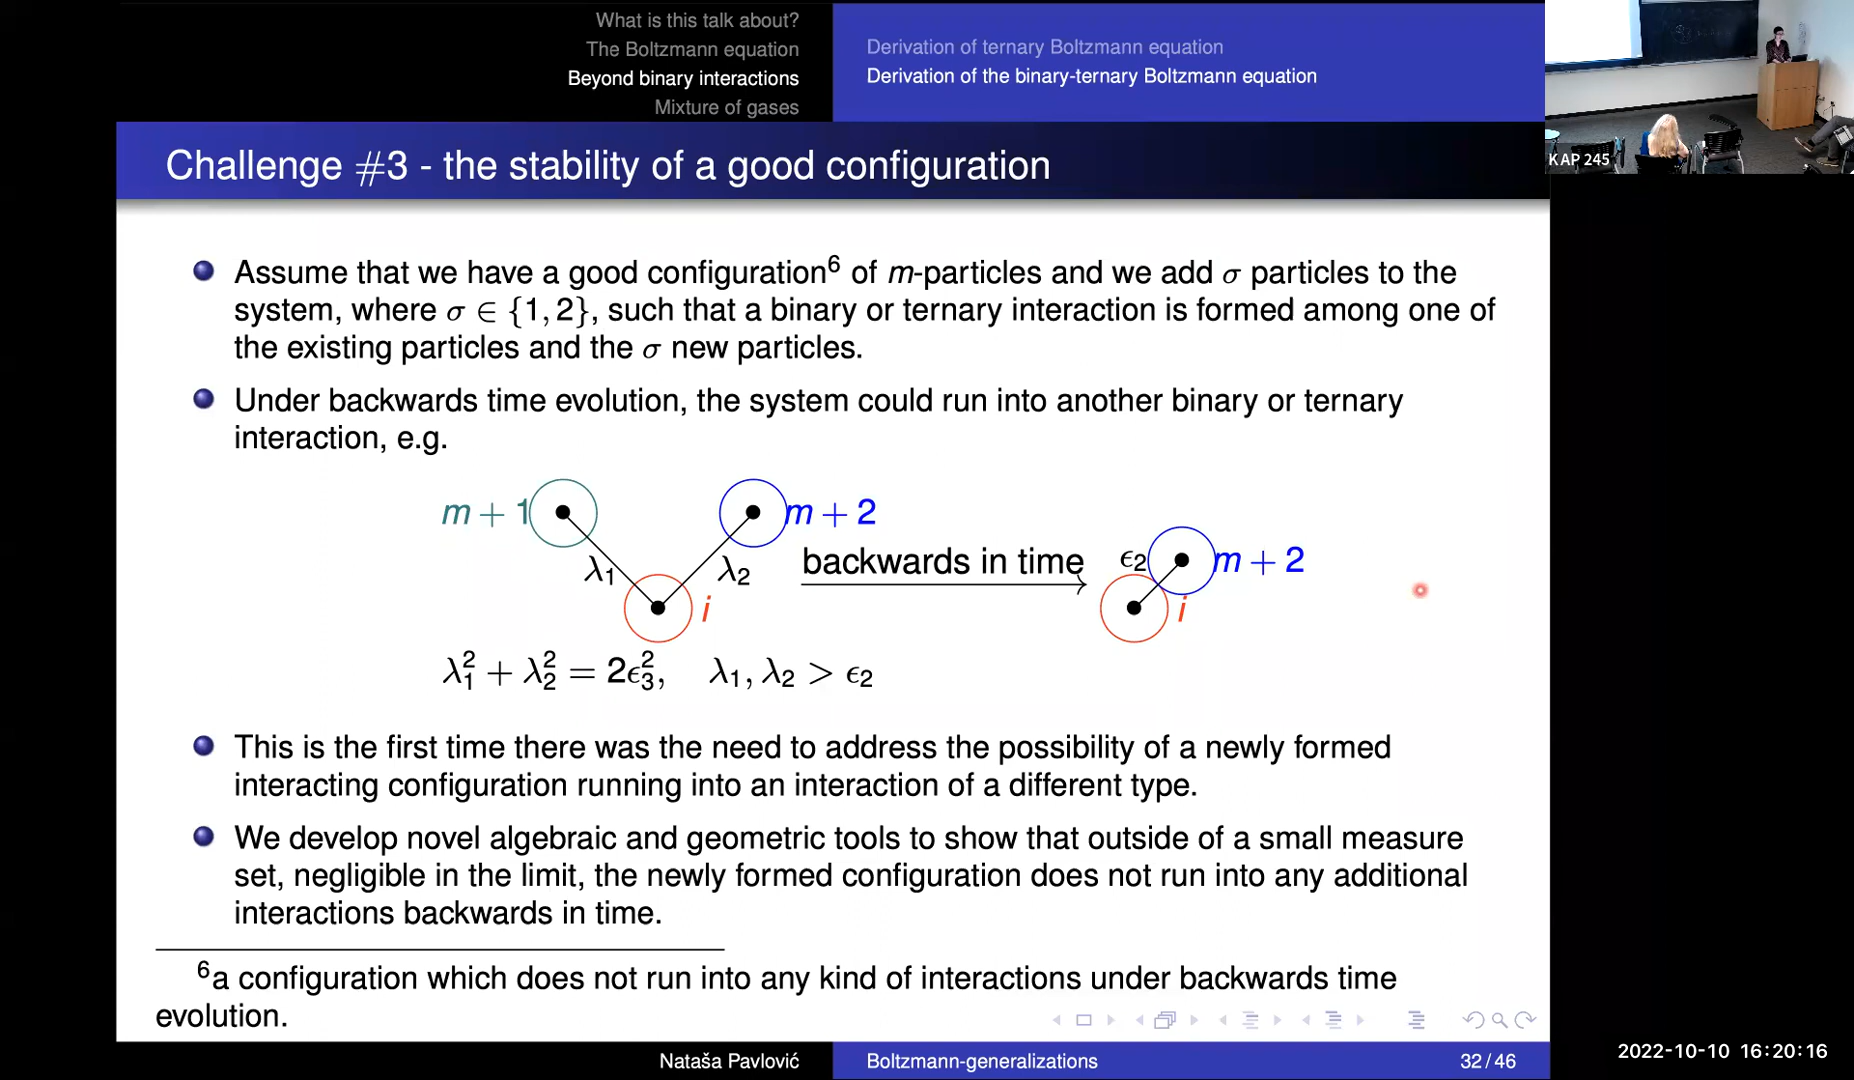 What is this talk about?
The Boltzmann equation
Beyond binary interactions
Mixture of gases
Derivation of ternary Boltzmann equation
Derivation of the binary-ternary Boltzmann equation
KAP 245
Challenge #3 - the stability of a good configuration
Assume that we have a good configuration⁶ of m-particles and we add σ particles to the
system, where σ ∈ {1, 2}, such that a binary or ternary interaction is formed among one of
the existing particles and the σ new particles.
Under backwards time evolution, the system could run into another binary or ternary
interaction, e.g.
m + 1
m + 2
λ₁
λ₂
i
backwards in time
ϵ₂
m + 2
i
λ₁² + λ₂² = 2ϵ₃², λ₁, λ₂ > ϵ₂
This is the first time there was the need to address the possibility of a newly formed
interacting configuration running into an interaction of a different type.
We develop novel algebraic and geometric tools to show that outside of a small measure
set, negligible in the limit, the newly formed configuration does not run into any additional
interactions backwards in time.
⁶a configuration which does not run into any kind of interactions under backwards time
evolution.
Nataša Pavlović
Boltzmann-generalizations
32 / 46
2022-10-10 16:20:16